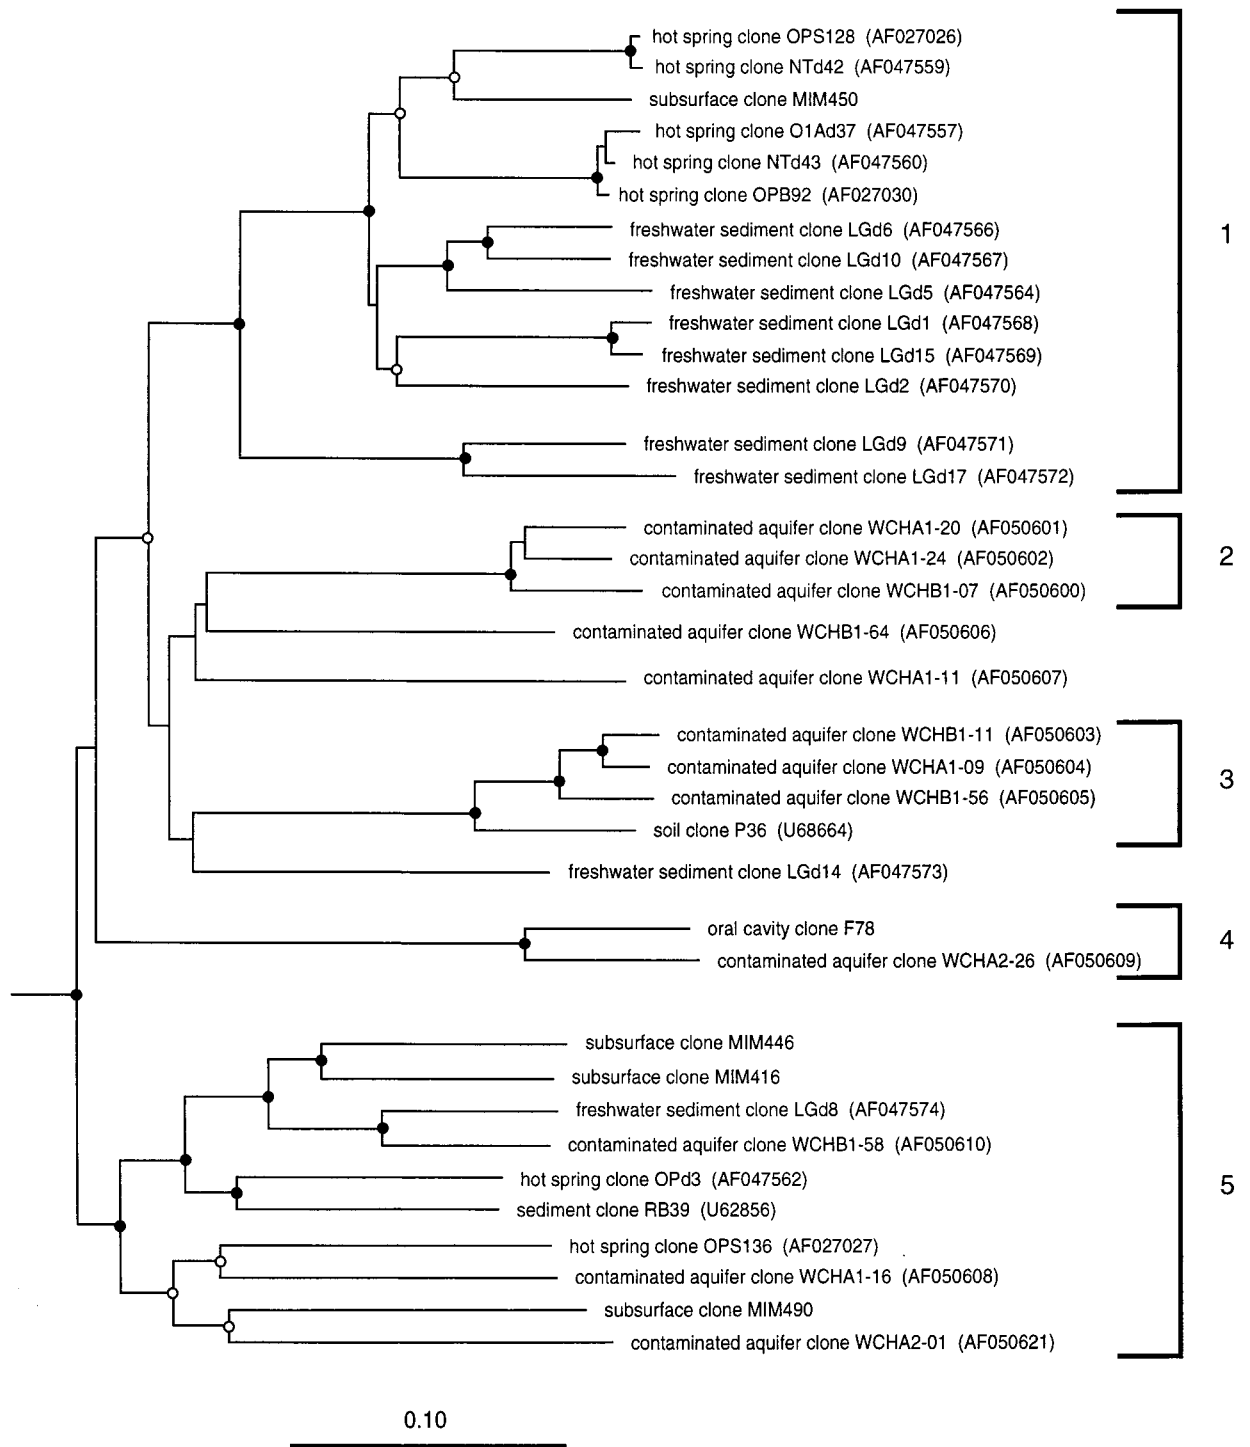 hot spring clone OPS128 (AF027026)
hot spring clone NTd42 (AF047559)
subsurface clone MIM450
hot spring clone O1Ad37 (AF047557)
hot spring clone NTd43 (AF047560)
hot spring clone OPB92 (AF027030)
freshwater sediment clone LGd6 (AF047566)
1
freshwater sediment clone LGd10 (AF047567)
freshwater sediment clone LGd5 (AF047564)
freshwater sediment clone LGd1 (AF047568)
freshwater sediment clone LGd15 (AF047569)
freshwater sediment clone LGd2 (AF047570)
freshwater sediment clone LGd9 (AF047571)
freshwater sediment clone LGd17 (AF047572)
contaminated aquifer clone WCHA1-20 (AF050601)
contaminated aquifer clone WCHA1-24 (AF050602)
2
contaminated aquifer clone WCHB1-07 (AF050600)
contaminated aquifer clone WCHB1-64 (AF050606)
contaminated aquifer clone WCHA1-11 (AF050607)
contaminated aquifer clone WCHB1-11 (AF050603)
contaminated aquifer clone WCHA1-09 (AF050604)
3
contaminated aquifer clone WCHB1-56 (AF050605)
soil clone P36 (U68664)
freshwater sediment clone LGd14 (AF047573)
oral cavity clone F78
4
contaminated aquifer clone WCHA2-26 (AF050609)
subsurface clone MIM446
subsurface clone MIM416
freshwater sediment clone LGd8 (AF047574)
contaminated aquifer clone WCHB1-58 (AF050610)
hot spring clone OPd3 (AF047562)
5
sediment clone RB39 (U62856)
hot spring clone OPS136 (AF027027)
contaminated aquifer clone WCHA1-16 (AF050608)
subsurface clone MIM490
contaminated aquifer clone WCHA2-01 (AF050621)
0.10